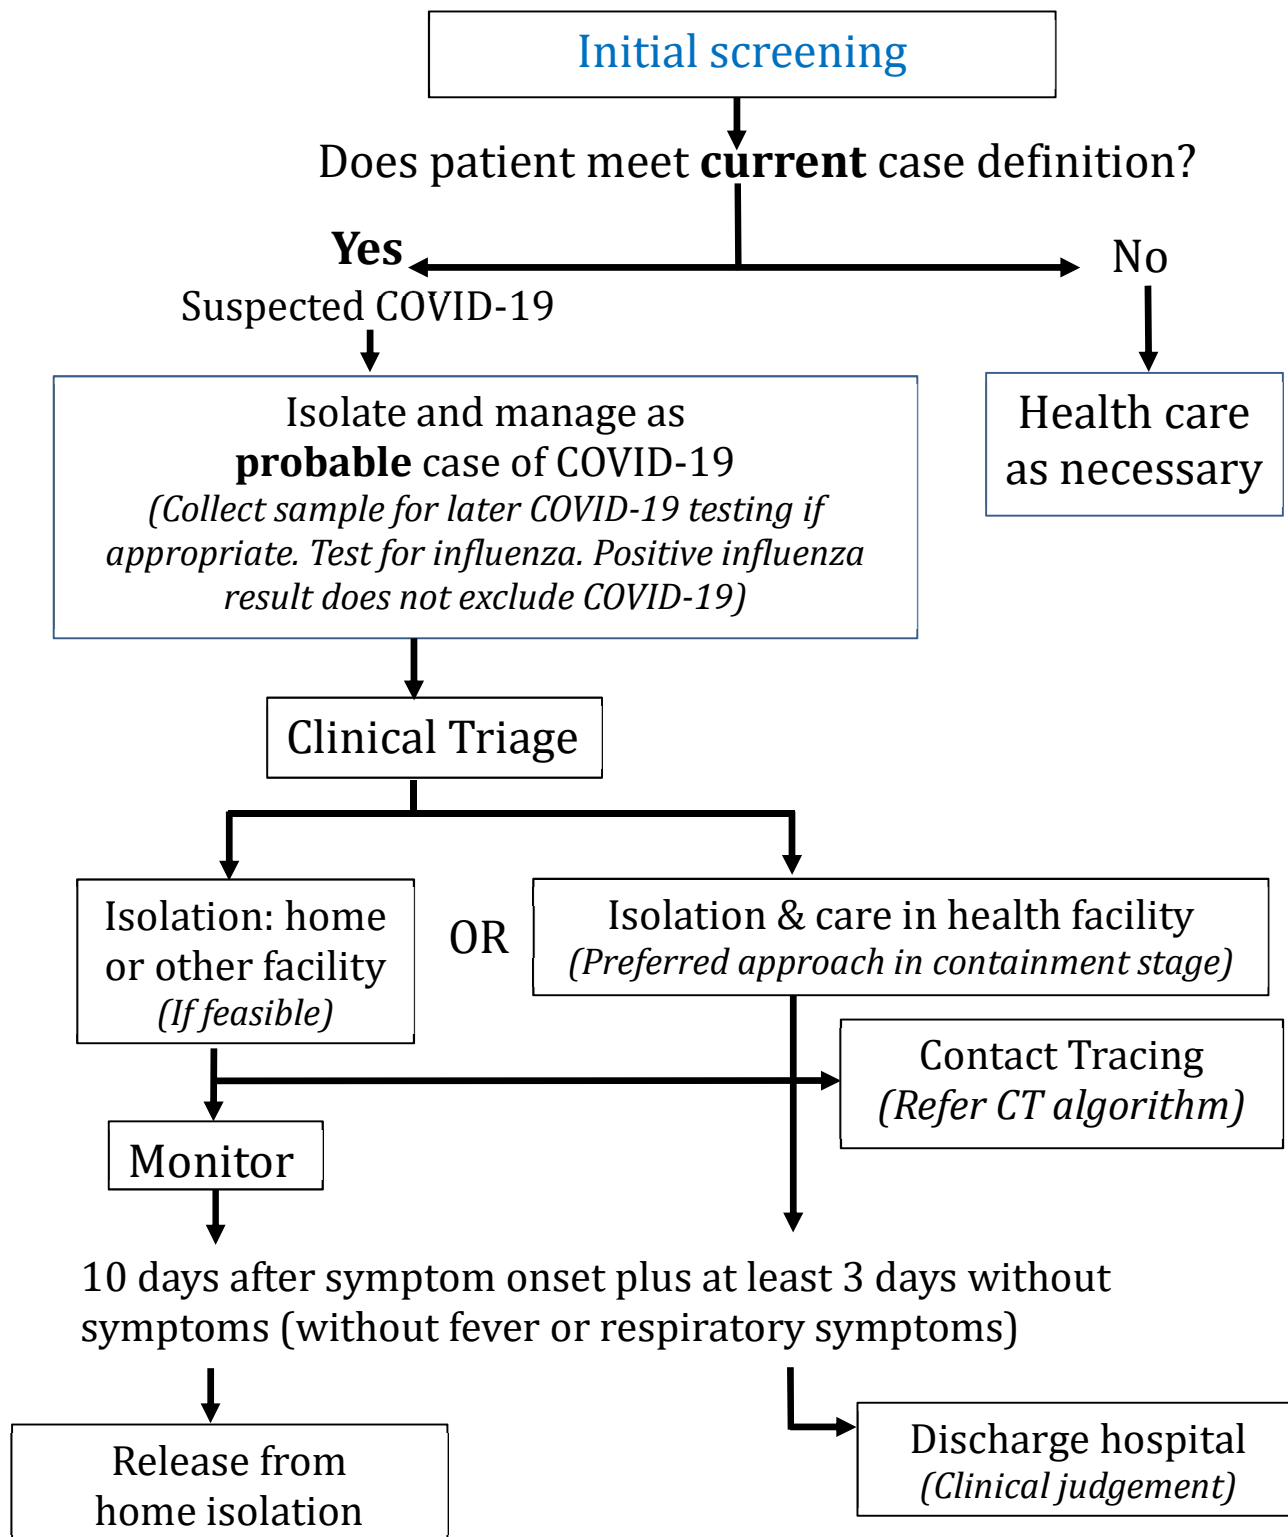 Initial screening
Does patient meet current case definition?
Yes
No
Suspected COVID-19
Isolate and manage as
probable case of COVID-19
(Collect sample for later COVID-19 testing if
appropriate. Test for influenza. Positive influenza
result does not exclude COVID-19)
Health care
as necessary
Clinical Triage
Isolation: home
or other facility
(If feasible)
OR
Isolation & care in health facility
(Preferred approach in containment stage)
Contact Tracing
(Refer CT algorithm)
Monitor
10 days after symptom onset plus at least 3 days without
symptoms (without fever or respiratory symptoms)
Release from
home isolation
Discharge hospital
(Clinical judgement)